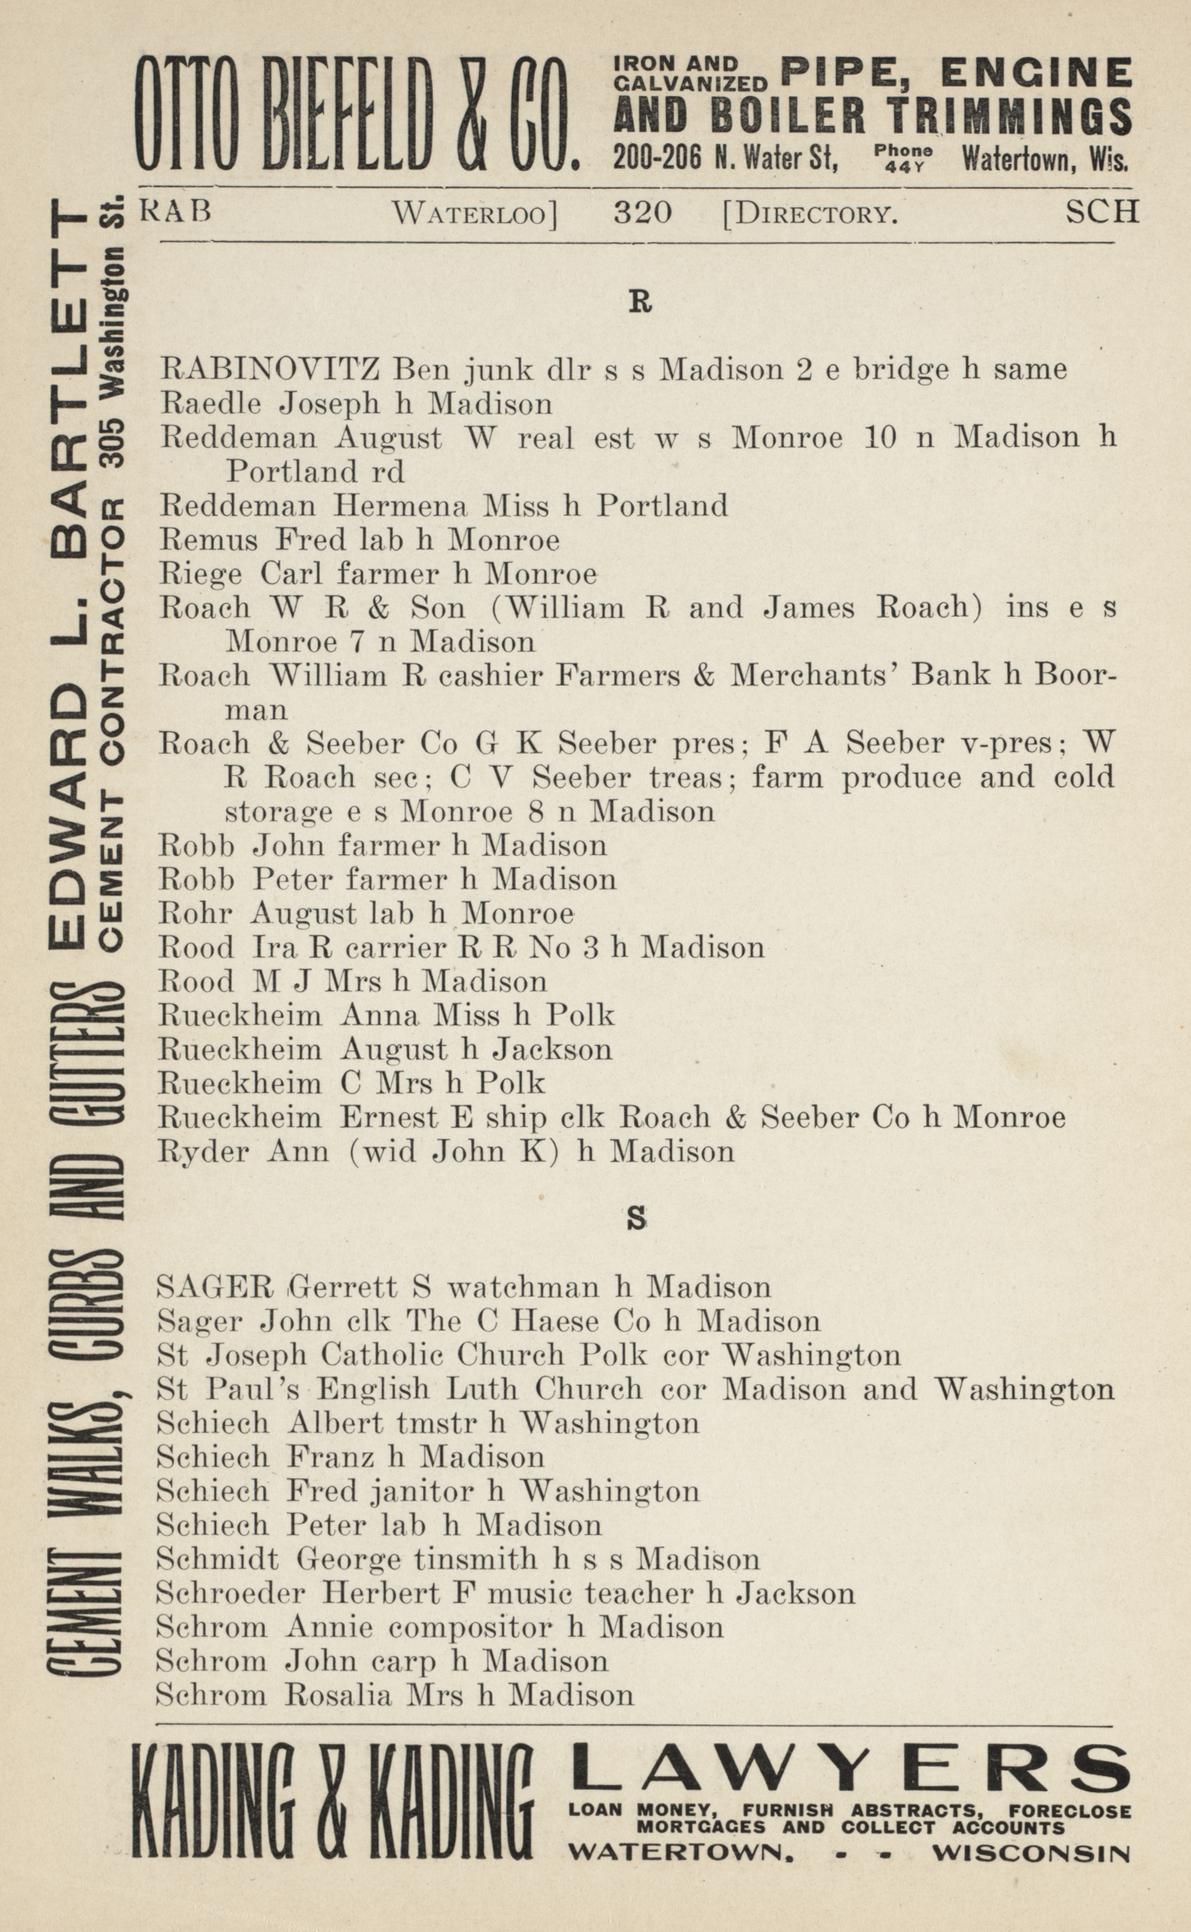 OTTO BIEFELD & CO.
IRON AND GALVANIZED PIPE, ENGINE
AND BOILER TRIMMINGS
200-206 N. Water St, Phone 44Y Watertown, Wis.
RAB WATERLOO] 320 [DIRECTORY. SCH
R
RABINOVITZ Ben junk dlr s s Madison 2 e bridge h same
Raedle Joseph h Madison
Reddeman August W real est w s Monroe 10 n Madison h
Portland rd
Reddeman Hermena Miss h Portland
Remus Fred lab h Monroe
Riege Carl farmer h Monroe
Roach W R & Son (William R and James Roach) ins e s
Monroe 7 n Madison
Roach William R cashier Farmers & Merchants' Bank h Boor-
man
Roach & Seeber Co G K Seeber pres; F A Seeber v-pres; W
R Roach sec; C V Seeber treas; farm produce and cold
storage e s Monroe 8 n Madison
Robb John farmer h Madison
Robb Peter farmer h Madison
Rohr August lab h Monroe
Rood Ira R carrier R R No 3 h Madison
Rood M J Mrs h Madison
Rueckheim Anna Miss h Polk
Rueckheim August h Jackson
Rueckheim C Mrs h Polk
Rueckheim Ernest E ship clk Roach & Seeber Co h Monroe
Ryder Ann (wid John K) h Madison
S
SAGER Gerrett S watchman h Madison
Sager John clk The C Haese Co h Madison
St Joseph Catholic Church Polk cor Washington
St Paul's English Luth Church cor Madison and Washington
Schiech Albert tmstr h Washington
Schiech Franz h Madison
Schiech Fred janitor h Washington
Schiech Peter lab h Madison
Schmidt George tinsmith h s s Madison
Schroeder Herbert F music teacher h Jackson
Schrom Annie compositor h Madison
Schrom John carp h Madison
Schrom Rosalia Mrs h Madison
KADING & KADING
LAWYERS
LOAN MONEY, FURNISH ABSTRACTS, FORECLOSE
MORTGAGES AND COLLECT ACCOUNTS
WATERTOWN. - - WISCONSIN
CEMENT WALKS, CURBS AND GUTTERS
EDWARD L. BARTLETT
CEMENT CONTRACTOR 305 Washington St.